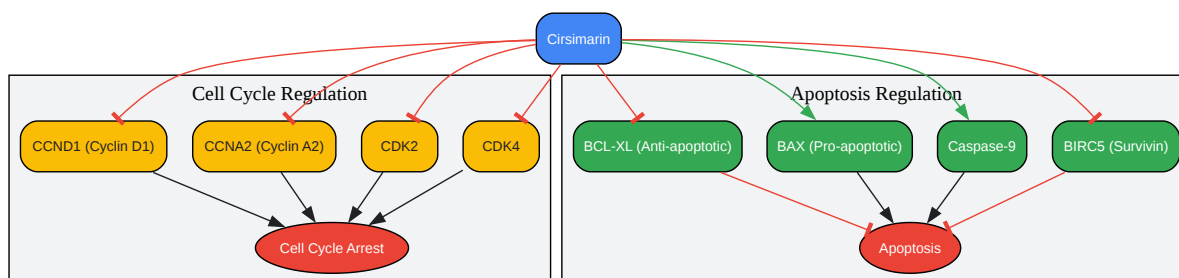 Cirsimarin
Cell Cycle Regulation
Apoptosis Regulation
CCND1 (Cyclin D1)
CCNA2 (Cyclin A2)
CDK2
CDK4
BCL-XL (Anti-apoptotic)
BAX (Pro-apoptotic)
Caspase-9
BIRC5 (Survivin)
Cell Cycle Arrest
Apoptosis